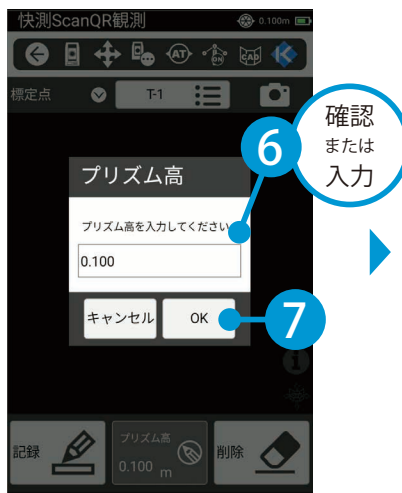 快測ScanQR観測 0.100m
AT ON CAD
標定点 T-1
6
確認
または
入力
プリズム高
プリズム高を入力してください
0.100
キャンセル OK
7
i
記録 プリズム高 0.100 m 削除